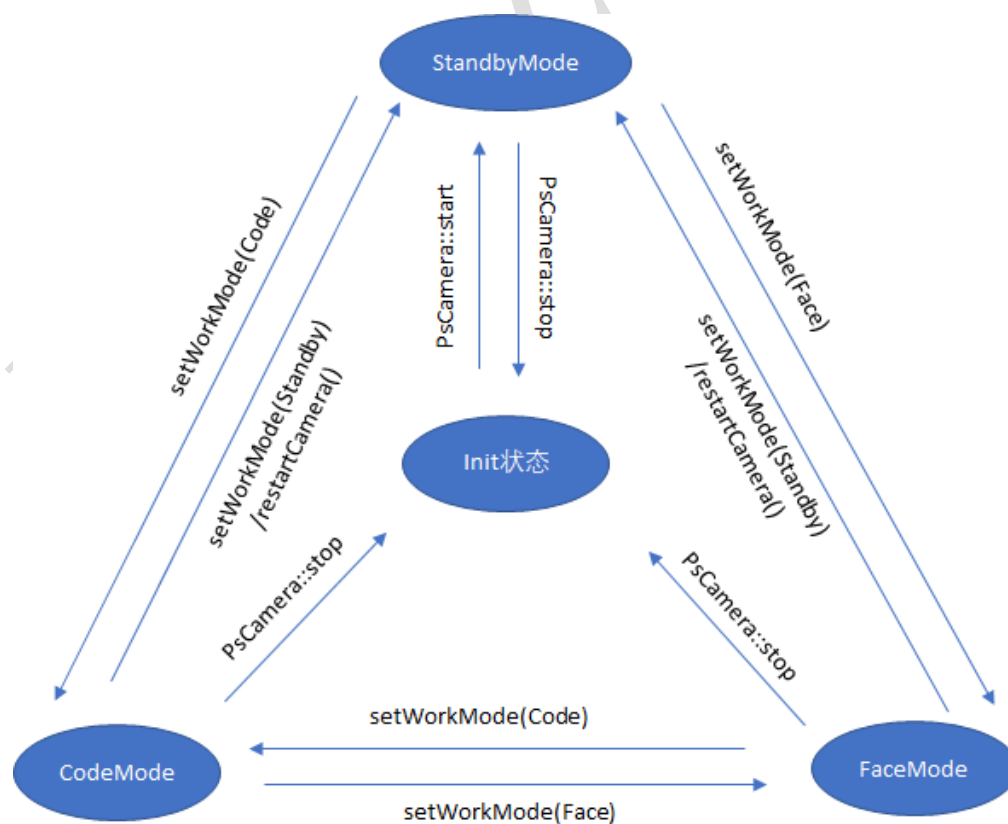 StandbyMode
setWorkMode(Code)
setWorkMode(Standby)
/restartCamera()
PsCamera::start
PsCamera::stop
setWorkMode(Face)
setWorkMode(Standby)
/restartCamera()
Init状态
PsCamera::stop
PsCamera::stop
setWorkMode(Code)
CodeMode
FaceMode
setWorkMode(Face)